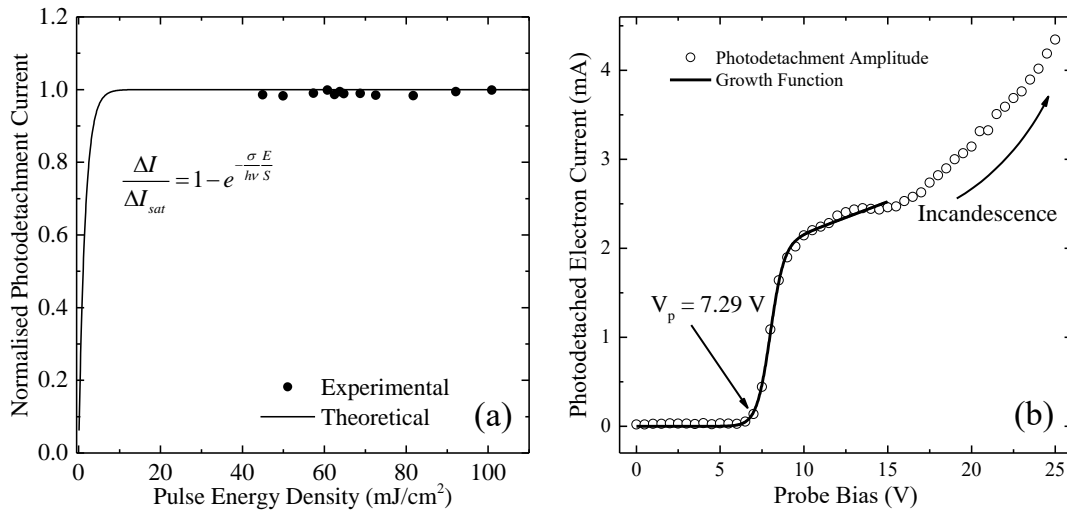 1.2
1.0
0.8
0.6
0.4
0.2
0.0
Normalised Photodetachment Current
ΔI/ΔI_sat = 1 − e^(−(σ/hν)(E/S))
Experimental
Theoretical
(a)
0 20 40 60 80 100
Pulse Energy Density (mJ/cm²)
4
3
2
1
0
Photodetached Electron Current (mA)
Photodetachment Amplitude
Growth Function
Incandescence
V_p = 7.29 V
(b)
0 5 10 15 20 25
Probe Bias (V)